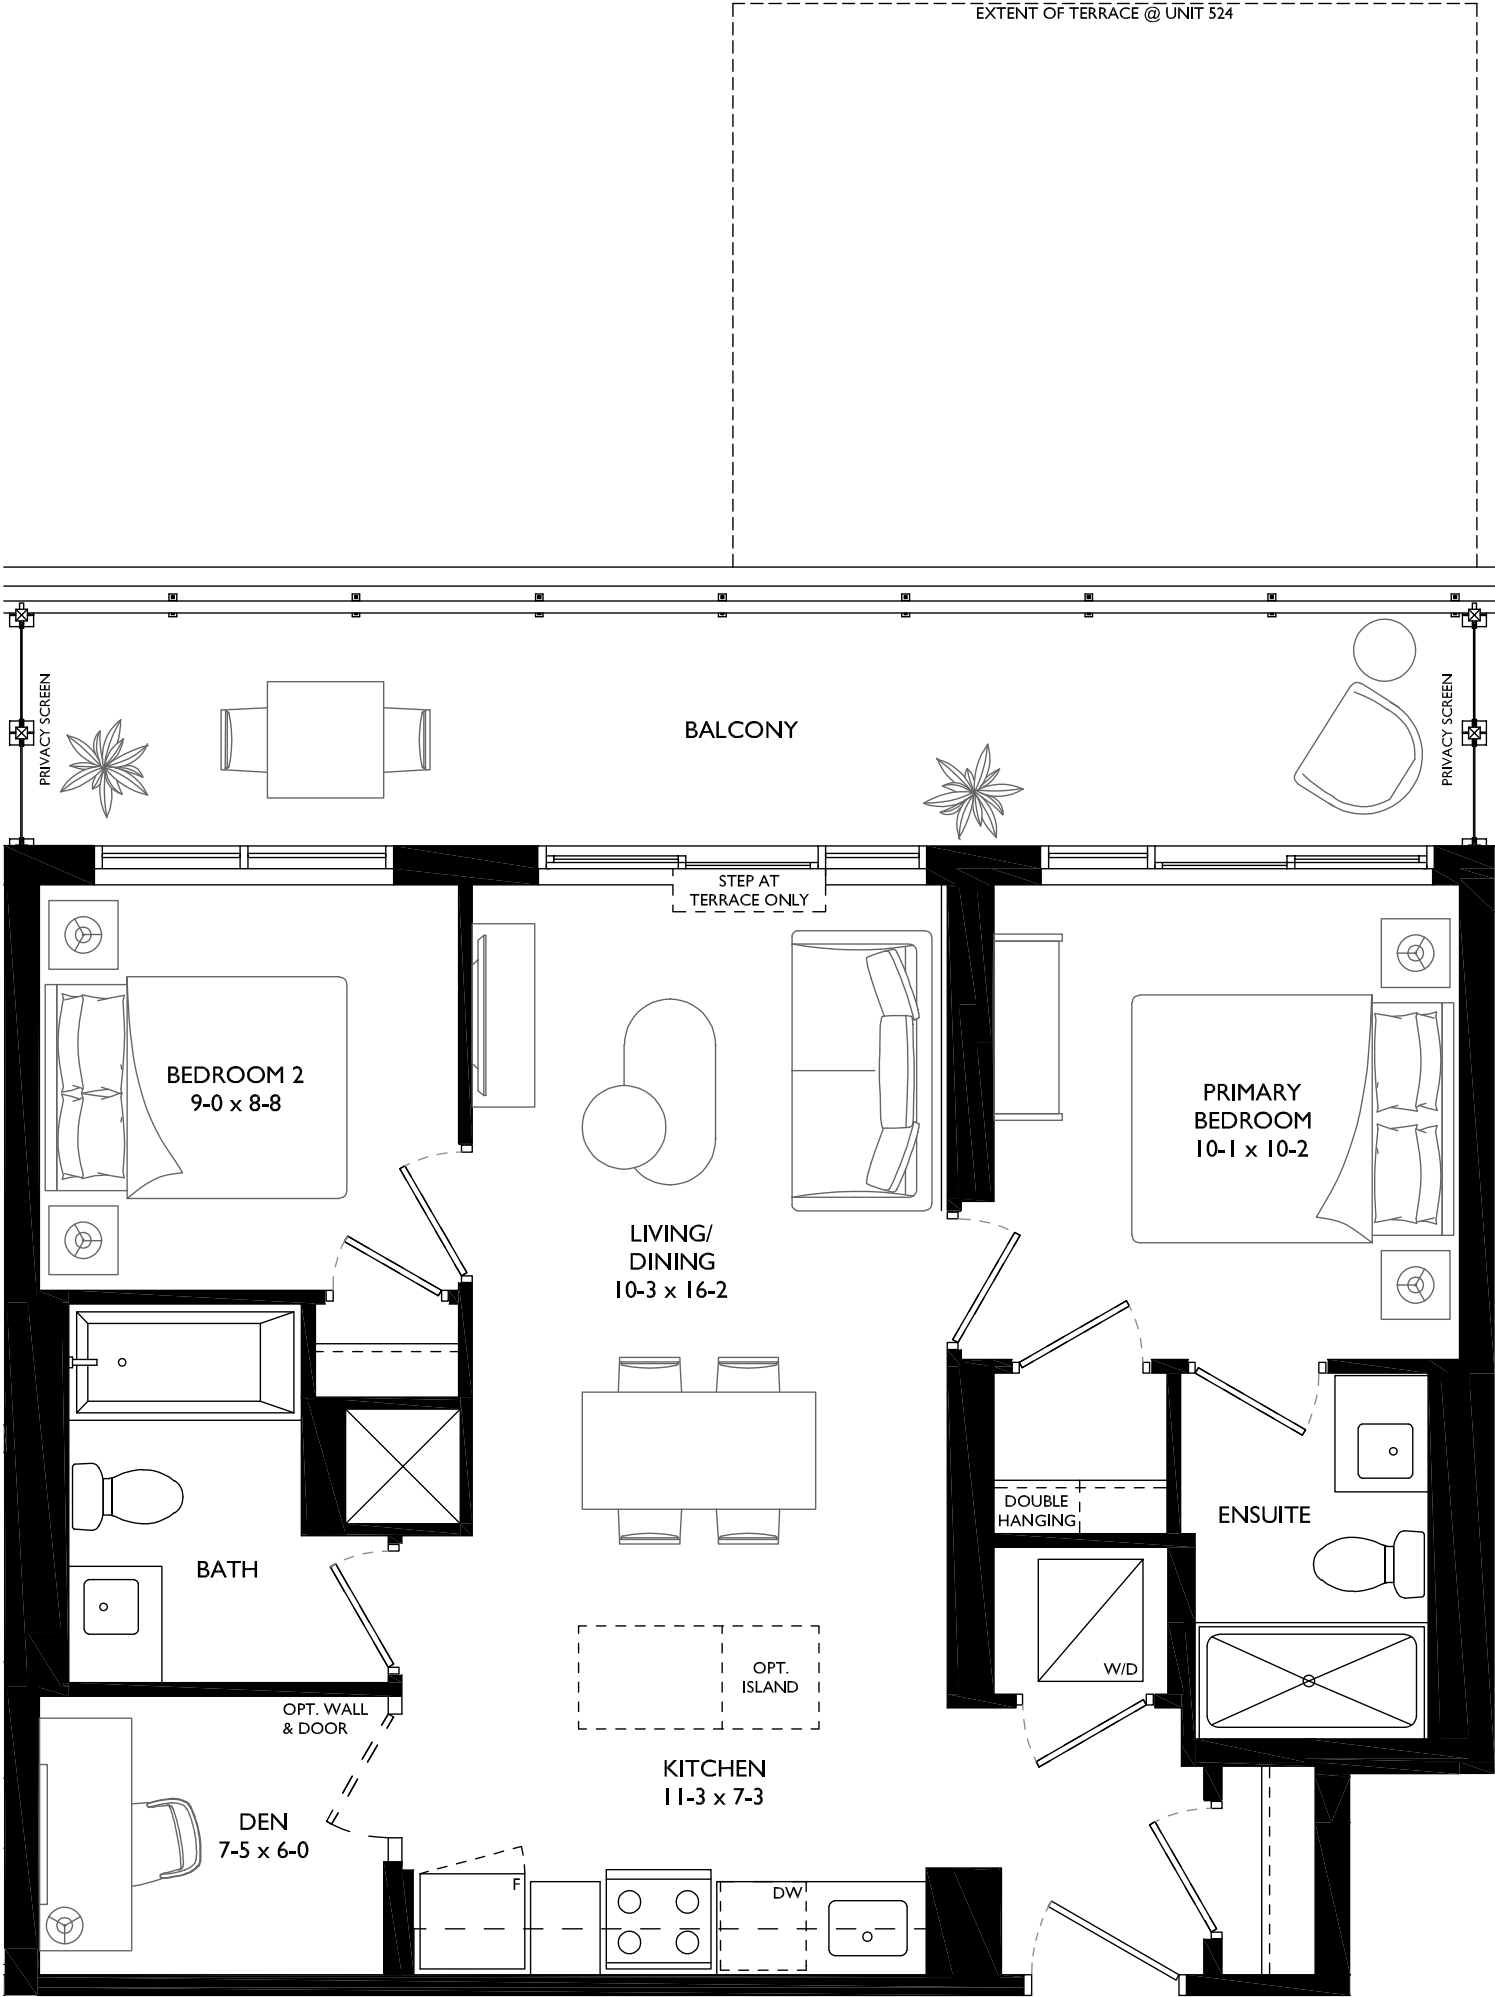 EXTENT OF TERRACE @ UNIT 524
PRIVACY SCREEN
BALCONY
PRIVACY SCREEN
STEP AT
TERRACE ONLY
BEDROOM 2
9-0 x 8-8
PRIMARY
BEDROOM
10-1 x 10-2
LIVING/
DINING
10-3 x 16-2
DOUBLE
HANGING
ENSUITE
BATH
W/D
OPT.
ISLAND
OPT. WALL
& DOOR
KITCHEN
11-3 x 7-3
DEN
7-5 x 6-0
F
DW